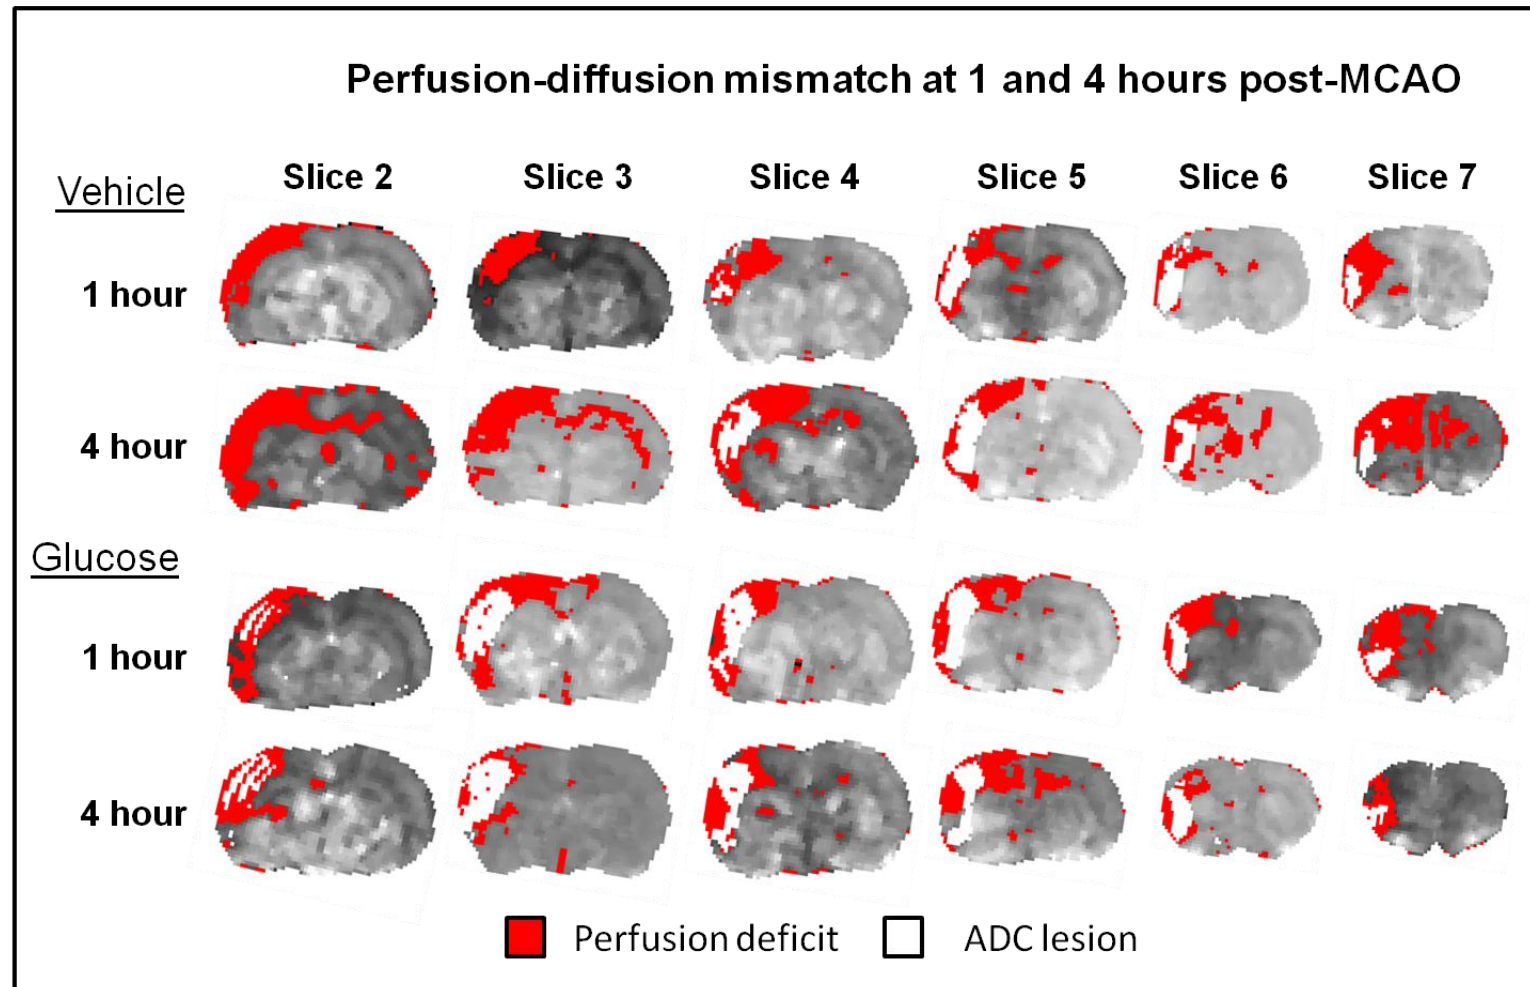 Perfusion-diffusion mismatch at 1 and 4 hours post-MCAO
Slice 2 Slice 3 Slice 4 Slice 5 Slice 6 Slice 7
Vehicle
1 hour
4 hour
Glucose
1 hour
4 hour
Perfusion deficit ADC lesion